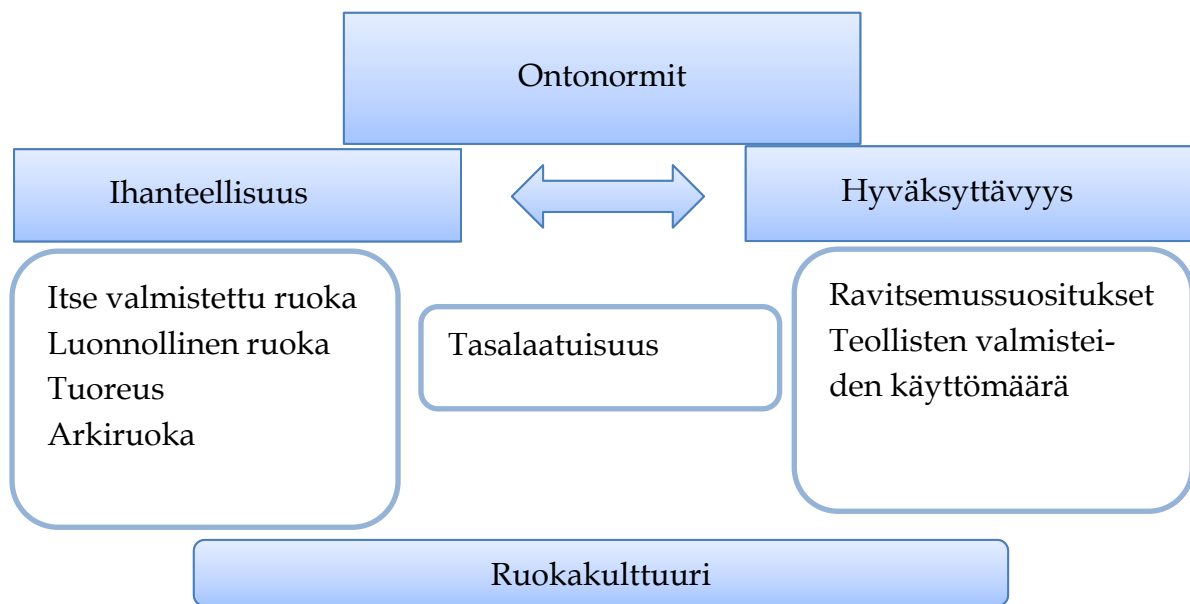 Ontonormit
Ihanteellisuus
Hyväksyttävyys
Itse valmistettu ruoka
Luonnollinen ruoka
Tuoreus
Arkiruoka
Tasalaatuisuus
Ravitsemussuositukset
Teollisten valmistei-
den käyttömäärä
Ruokakulttuuri